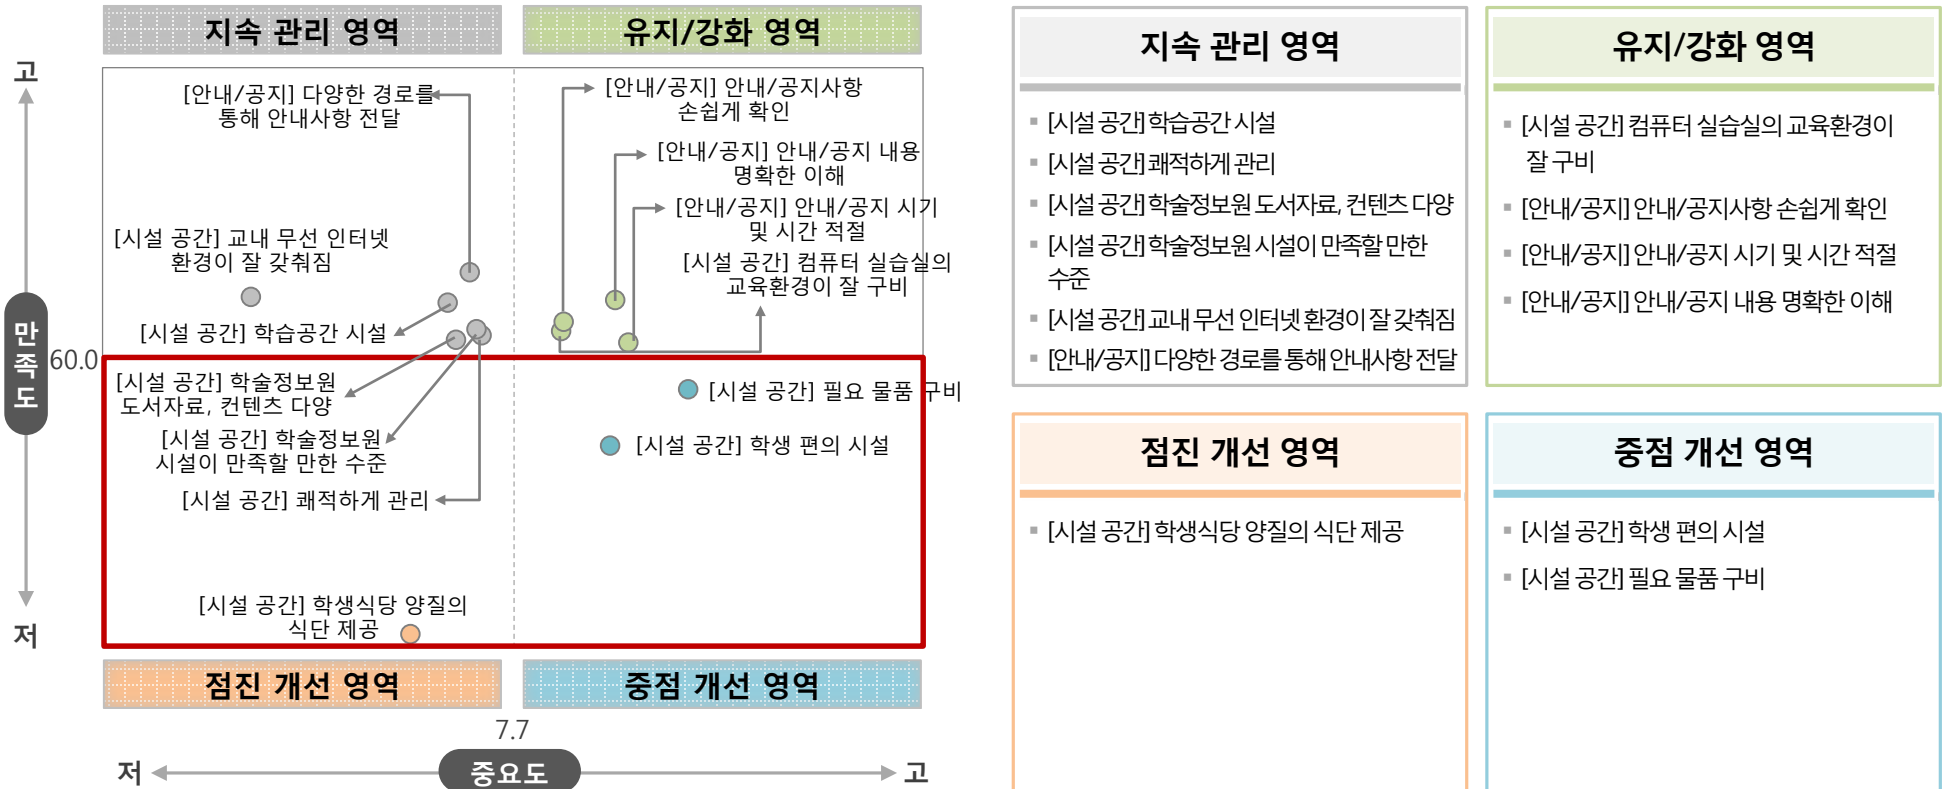 지속 관리 영역
유지/강화 영역
고
[안내/공지] 다양한 경로를
통해 안내사항 전달
[안내/공지] 안내/공지사항
손쉽게 확인
[안내/공지] 안내/공지 내용
명확한 이해
[안내/공지] 안내/공지 시기
및 시간 적절
[시설 공간] 교내 무선 인터넷
환경이 잘 갖춰짐
[시설 공간] 컴퓨터 실습실의
교육환경이 잘 구비
[시설 공간] 학습공간 시설
만족도
60.0
[시설 공간] 학술정보원
도서자료, 컨텐츠 다양
[시설 공간] 필요 물품 구비
[시설 공간] 학술정보원
시설이 만족할 만한 수준
[시설 공간] 학생 편의 시설
[시설 공간] 쾌적하게 관리
[시설 공간] 학생식당 양질의
식단 제공
저
점진 개선 영역
중점 개선 영역
7.7
저
중요도
고
지속 관리 영역
[시설 공간] 학습공간 시설
[시설 공간] 쾌적하게 관리
[시설 공간] 학술정보원 도서자료, 컨텐츠 다양
[시설 공간] 학술정보원 시설이 만족할 만한
수준
[시설 공간] 교내 무선 인터넷 환경이 잘 갖춰짐
[안내/공지] 다양한 경로를 통해 안내사항 전달
유지/강화 영역
[시설 공간] 컴퓨터 실습실의 교육환경이
잘 구비
[안내/공지] 안내/공지사항 손쉽게 확인
[안내/공지] 안내/공지 시기 및 시간 적절
[안내/공지] 안내/공지 내용 명확한 이해
점진 개선 영역
[시설 공간] 학생식당 양질의 식단 제공
중점 개선 영역
[시설 공간] 학생 편의 시설
[시설 공간] 필요 물품 구비